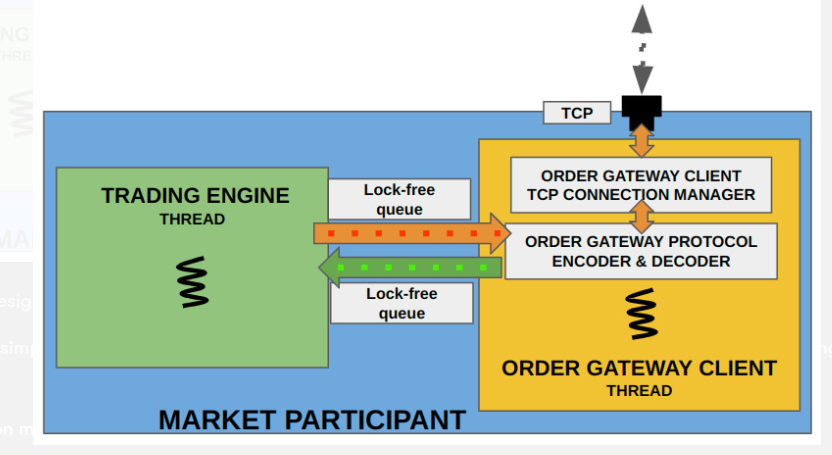 TCP
ORDER GATEWAY CLIENT
TCP CONNECTION MANAGER
TRADING ENGINE
THREAD
Lock-free
queue
ORDER GATEWAY PROTOCOL
ENCODER & DECODER
Lock-free
queue
ORDER GATEWAY CLIENT
THREAD
MARKET PARTICIPANT